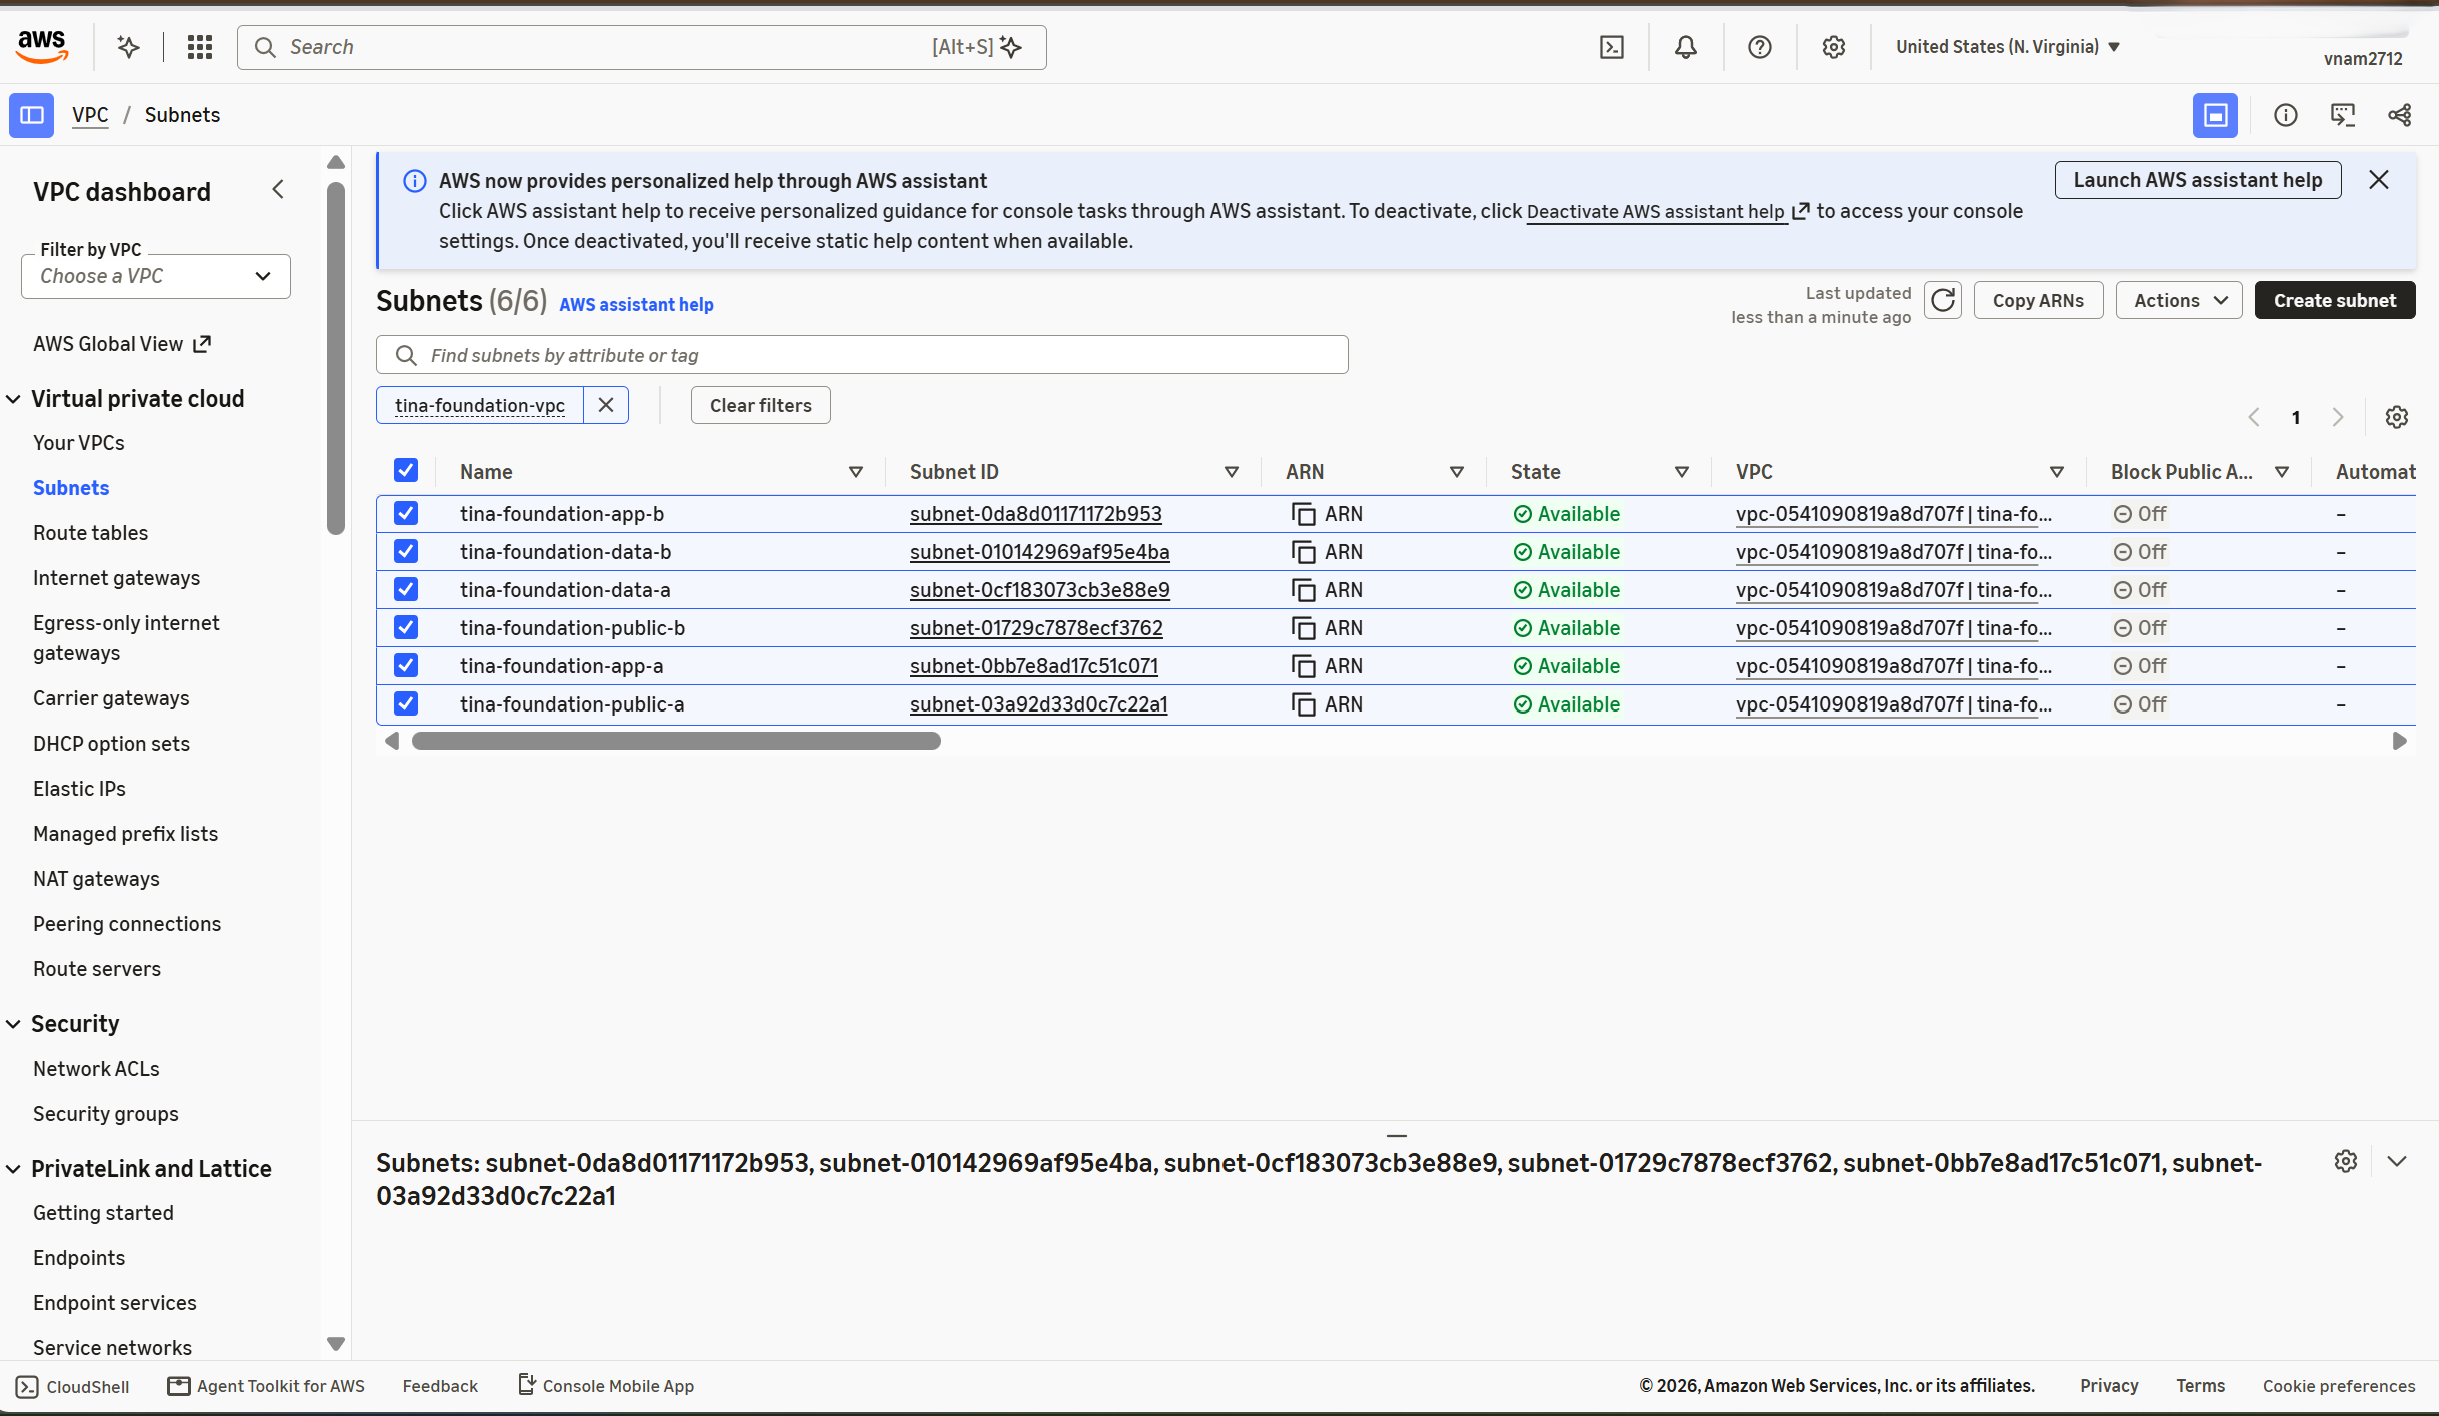 aws
Search [Alt+S]
United States (N. Virginia)
vnam2712
VPC / Subnets
VPC dashboard
Filter by VPC
Choose a VPC
AWS Global View
Virtual private cloud
Your VPCs
Subnets
Route tables
Internet gateways
Egress-only internet
gateways
Carrier gateways
DHCP option sets
Elastic IPs
Managed prefix lists
NAT gateways
Peering connections
Route servers
Security
Network ACLs
Security groups
PrivateLink and Lattice
Getting started
Endpoints
Endpoint services
Service networks
AWS now provides personalized help through AWS assistant
Click AWS assistant help to receive personalized guidance for console tasks through AWS assistant. To deactivate, click Deactivate AWS assistant help to access your console
settings. Once deactivated, you'll receive static help content when available.
Launch AWS assistant help
Subnets (6/6) AWS assistant help
Last updated
less than a minute ago
Copy ARNs
Actions
Create subnet
Find subnets by attribute or tag
tina-foundation-vpc
Clear filters
1
Name Subnet ID ARN State VPC Block Public A... Automat
tina-foundation-app-b subnet-0da8d01171172b953 ARN Available vpc-0541090819a8d707f | tina-fo... Off –
tina-foundation-data-b subnet-010142969af95e4ba ARN Available vpc-0541090819a8d707f | tina-fo... Off –
tina-foundation-data-a subnet-0cf183073cb3e88e9 ARN Available vpc-0541090819a8d707f | tina-fo... Off –
tina-foundation-public-b subnet-01729c7878ecf3762 ARN Available vpc-0541090819a8d707f | tina-fo... Off –
tina-foundation-app-a subnet-0bb7e8ad17c51c071 ARN Available vpc-0541090819a8d707f | tina-fo... Off –
tina-foundation-public-a subnet-03a92d33d0c7c22a1 ARN Available vpc-0541090819a8d707f | tina-fo... Off –
Subnets: subnet-0da8d01171172b953, subnet-010142969af95e4ba, subnet-0cf183073cb3e88e9, subnet-01729c7878ecf3762, subnet-0bb7e8ad17c51c071, subnet-
03a92d33d0c7c22a1
CloudShell
Agent Toolkit for AWS
Feedback
Console Mobile App
© 2026, Amazon Web Services, Inc. or its affiliates.
Privacy
Terms
Cookie preferences